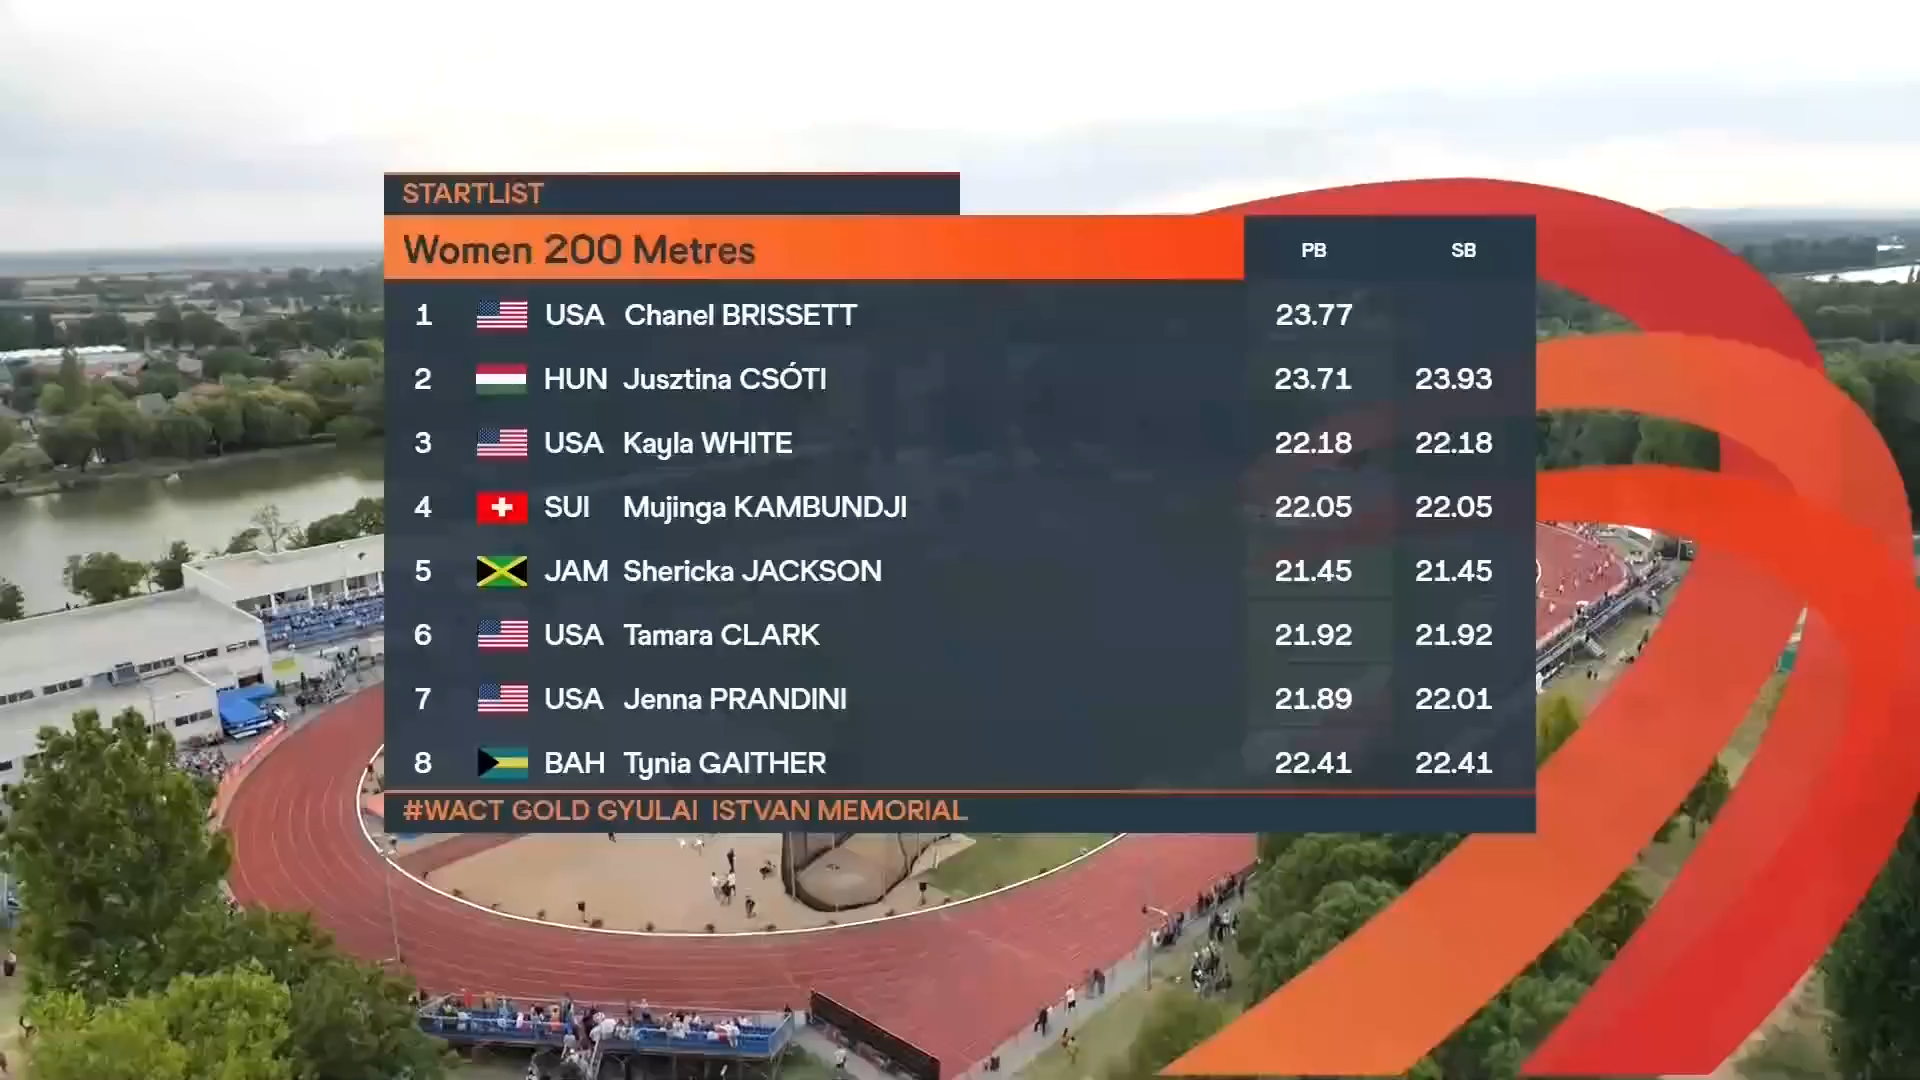 STARTLIST
Women 200 Metres PB SB
1 USA Chanel BRISSETT 23.77
2 HUN Jusztina CSÓTI 23.71 23.93
3 USA Kayla WHITE 22.18 22.18
4 SUI Mujinga KAMBUNDJI 22.05 22.05
5 JAM Shericka JACKSON 21.45 21.45
6 USA Tamara CLARK 21.92 21.92
7 USA Jenna PRANDINI 21.89 22.01
8 BAH Tynia GAITHER 22.41 22.41
#WACT GOLD GYULAI ISTVAN MEMORIAL